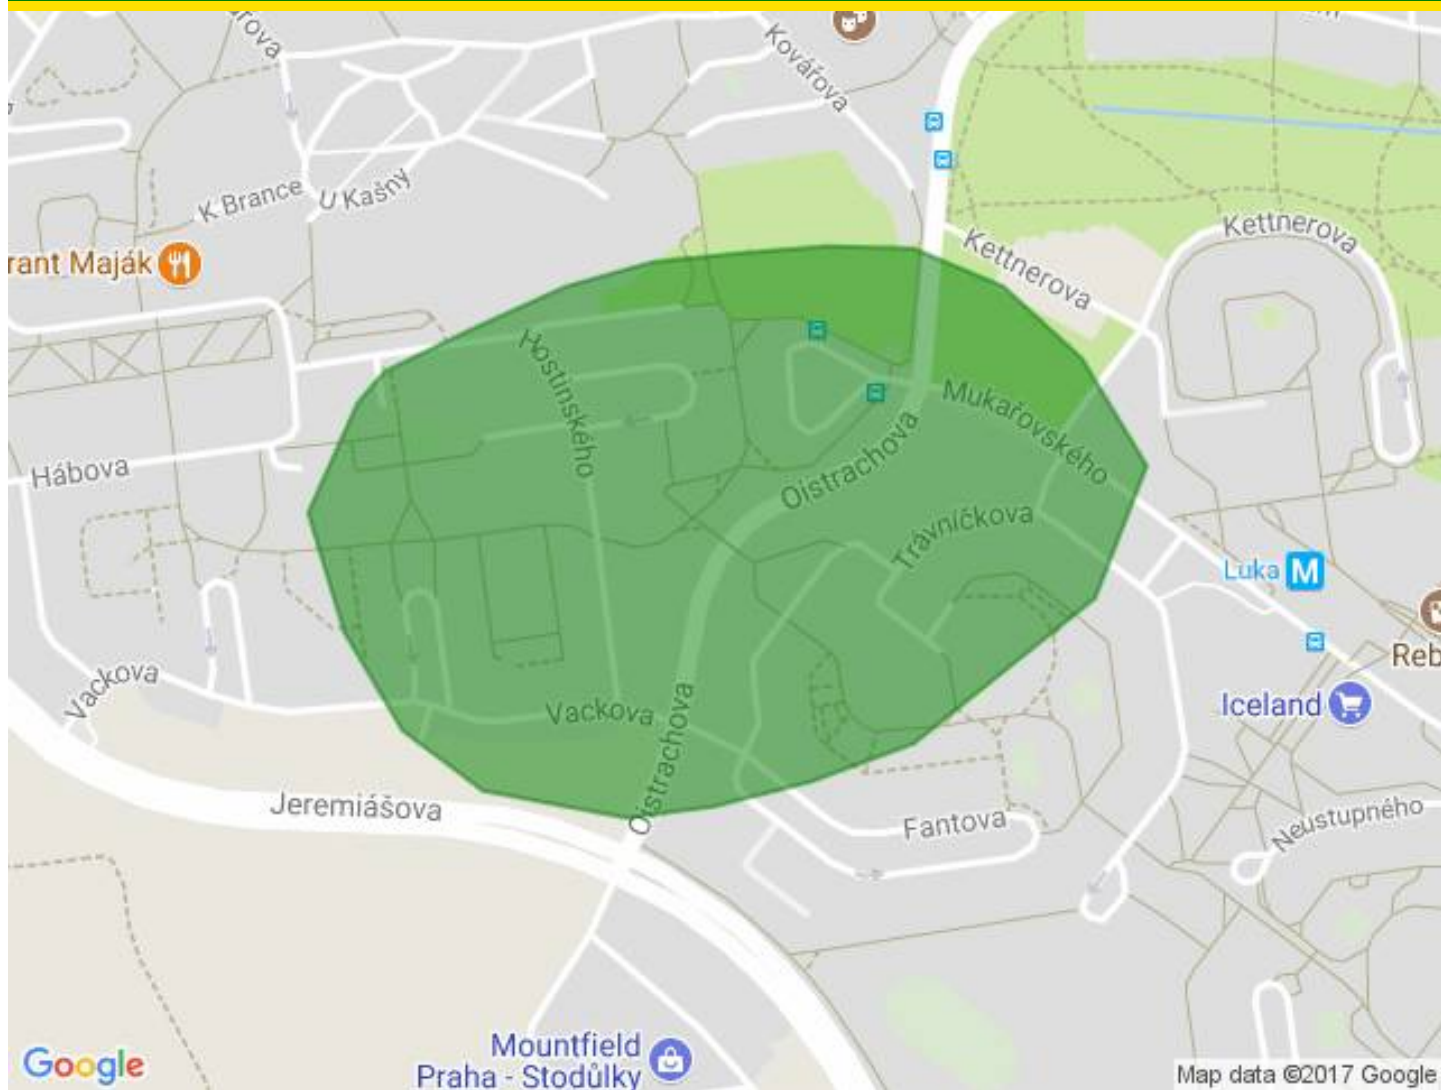 Kovářova
K Brance
U Kašny
Kettnerova
Kettnerova
rant Maják
Hostinského
Mukařovského
Oistrachova
Hábova
Trávníčkova
Luka M
Reb
Vackova
Vackova
Iceland
Oistrachova
Jeremiášova
Fantova
Neustupného
Mountfield
Praha - Stodůlky
Google
Map data ©2017 Google